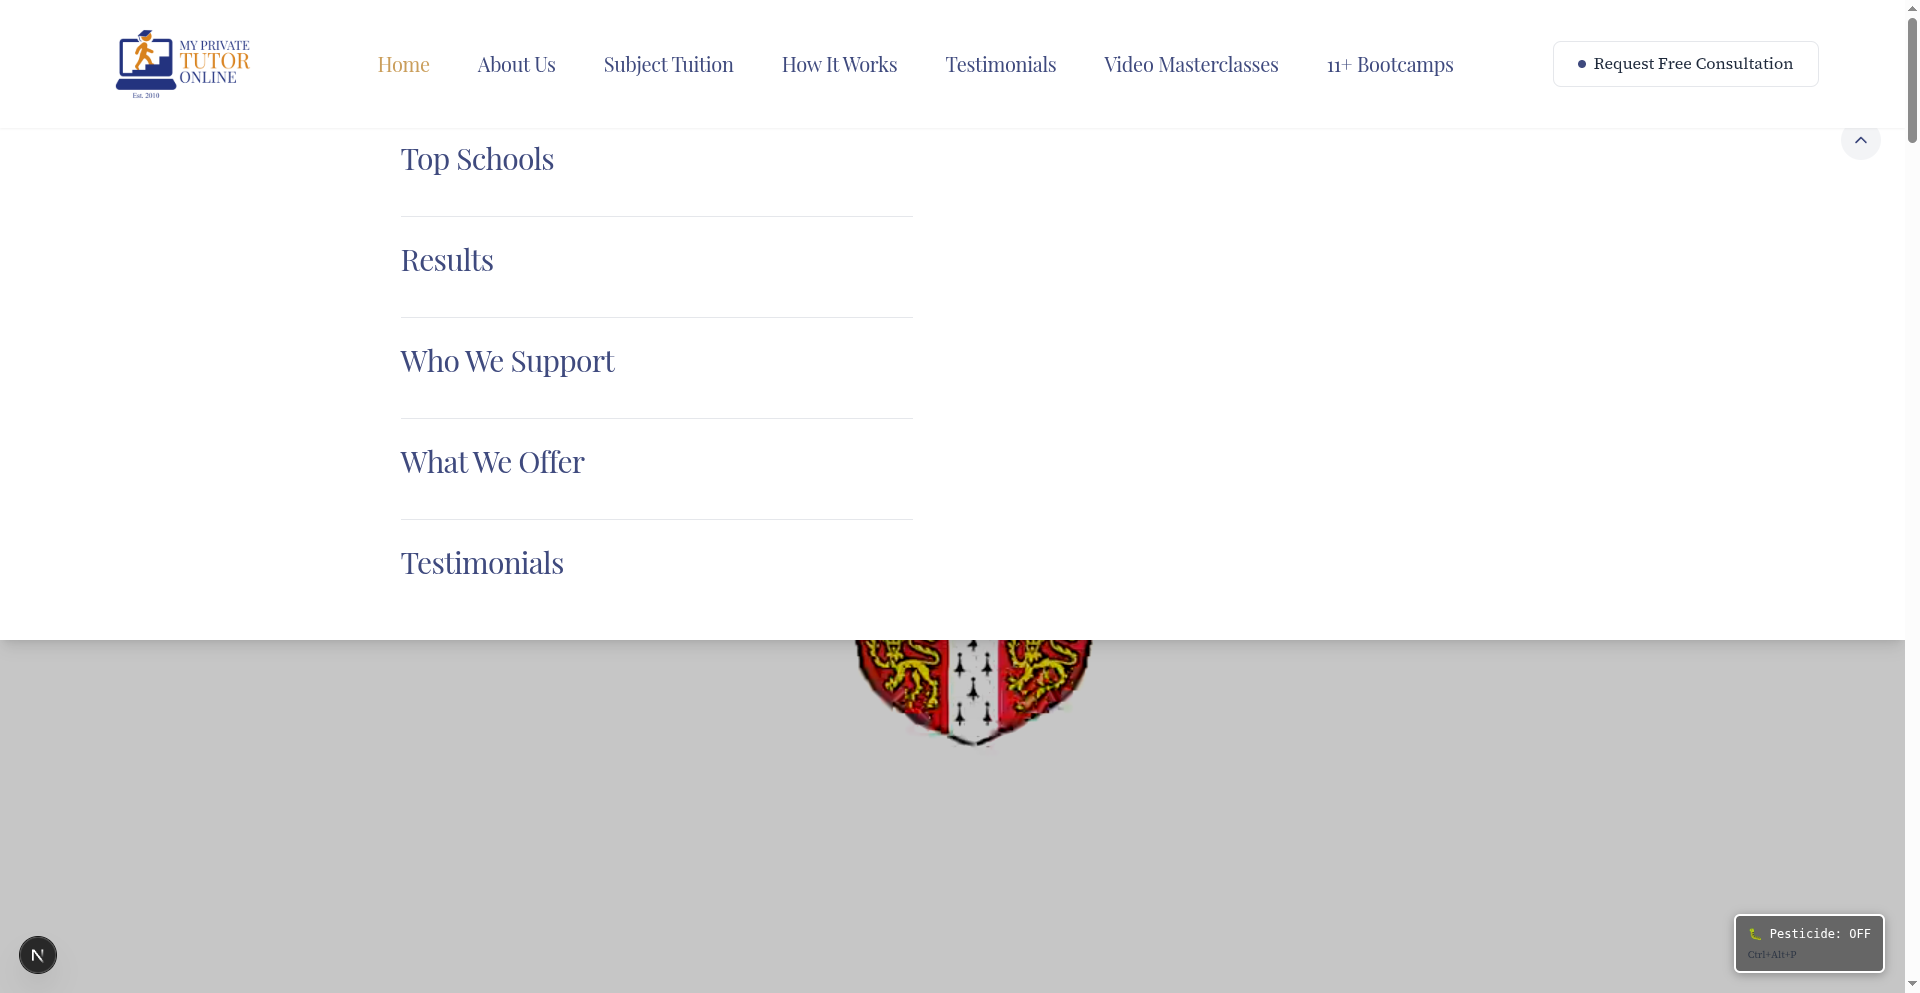 MY PRIVATE
TUTOR
ONLINE
Est. 2010
Home
About Us
Subject Tuition
How It Works
Testimonials
Video Masterclasses
11+ Bootcamps
Request Free Consultation
Top Schools
Results
Who We Support
What We Offer
Testimonials
N
Pesticide: OFF
Ctrl+Alt+P